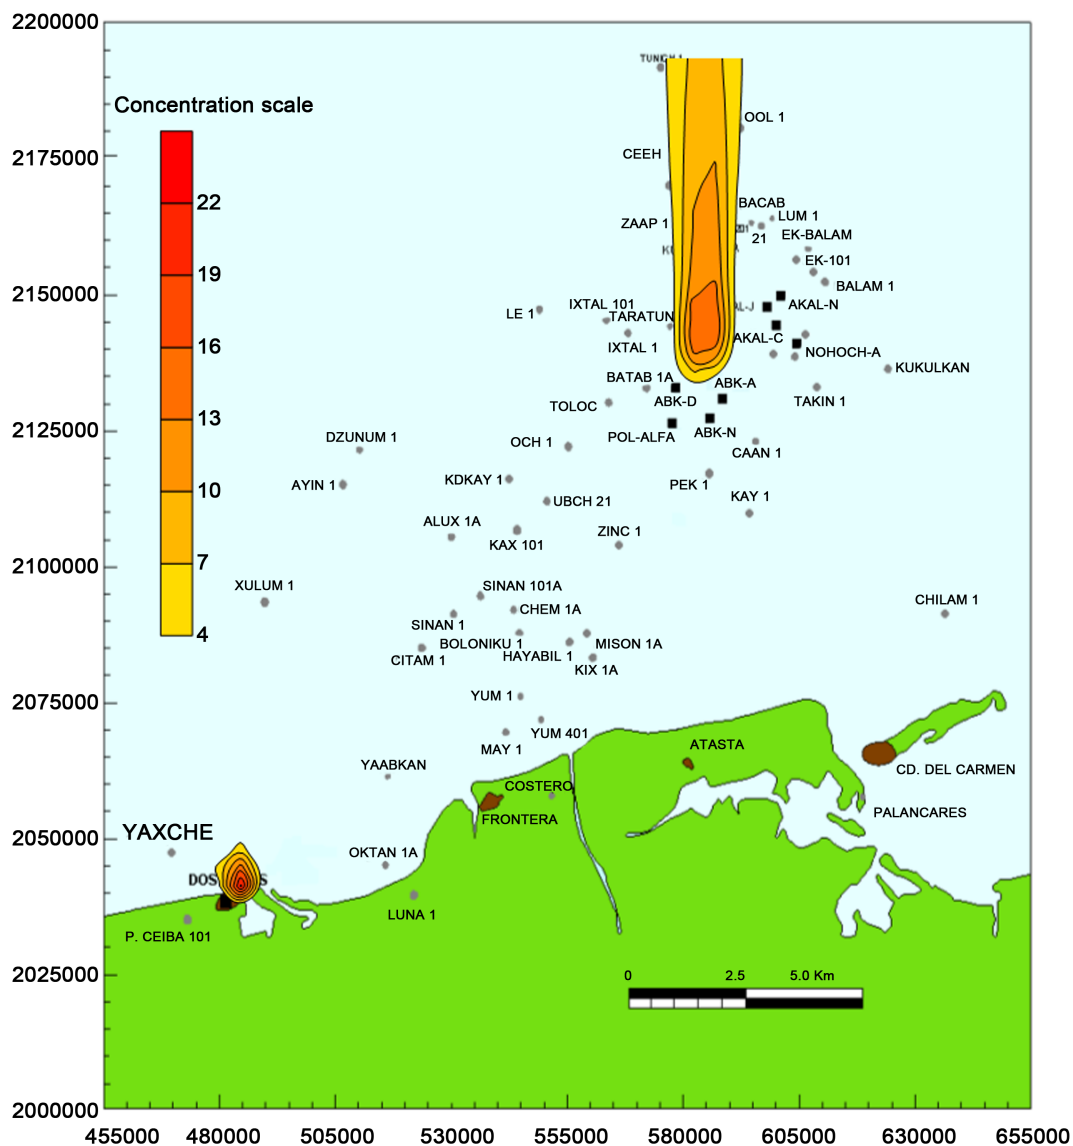 2200000
TUNICH 1
Concentration scale
OOL 1
2175000
CEEH
22
BACAB
LUM 1
ZAAP 1
21
EK-BALAM
EK-101
19
BALAM 1
2150000
IXTAL 101
AKAL-N
LE 1
TARATUN
16
IXTAL 1
AKAL-C
NOHOCH-A
KUKULKAN
BATAB 1A
ABK-A
TOLOC
ABK-D
TAKIN 1
13
2125000
DZUNUM 1
POL-ALFA
ABK-N
OCH 1
CAAN 1
AYIN 1
KDKAY 1
PEK 1
10
UBCH 21
KAY 1
ALUX 1A
KAX 101
ZINC 1
7
2100000
XULUM 1
SINAN 101A
CHILAM 1
CHEM 1A
SINAN 1
4
BOLONIKU 1
MISON 1A
CITAM 1
HAYABIL 1
KIX 1A
YUM 1
2075000
YUM 401
MAY 1
ATASTA
YAABKAN
CD. DEL CARMEN
COSTERO
FRONTERA
PALANCARES
YAXCHE
2050000
OKTAN 1A
DOS
S
LUNA 1
P. CEIBA 101
2025000
0 2.5 5.0 Km
2000000
455000 480000 505000 530000 555000 580000 605000 630000 655000